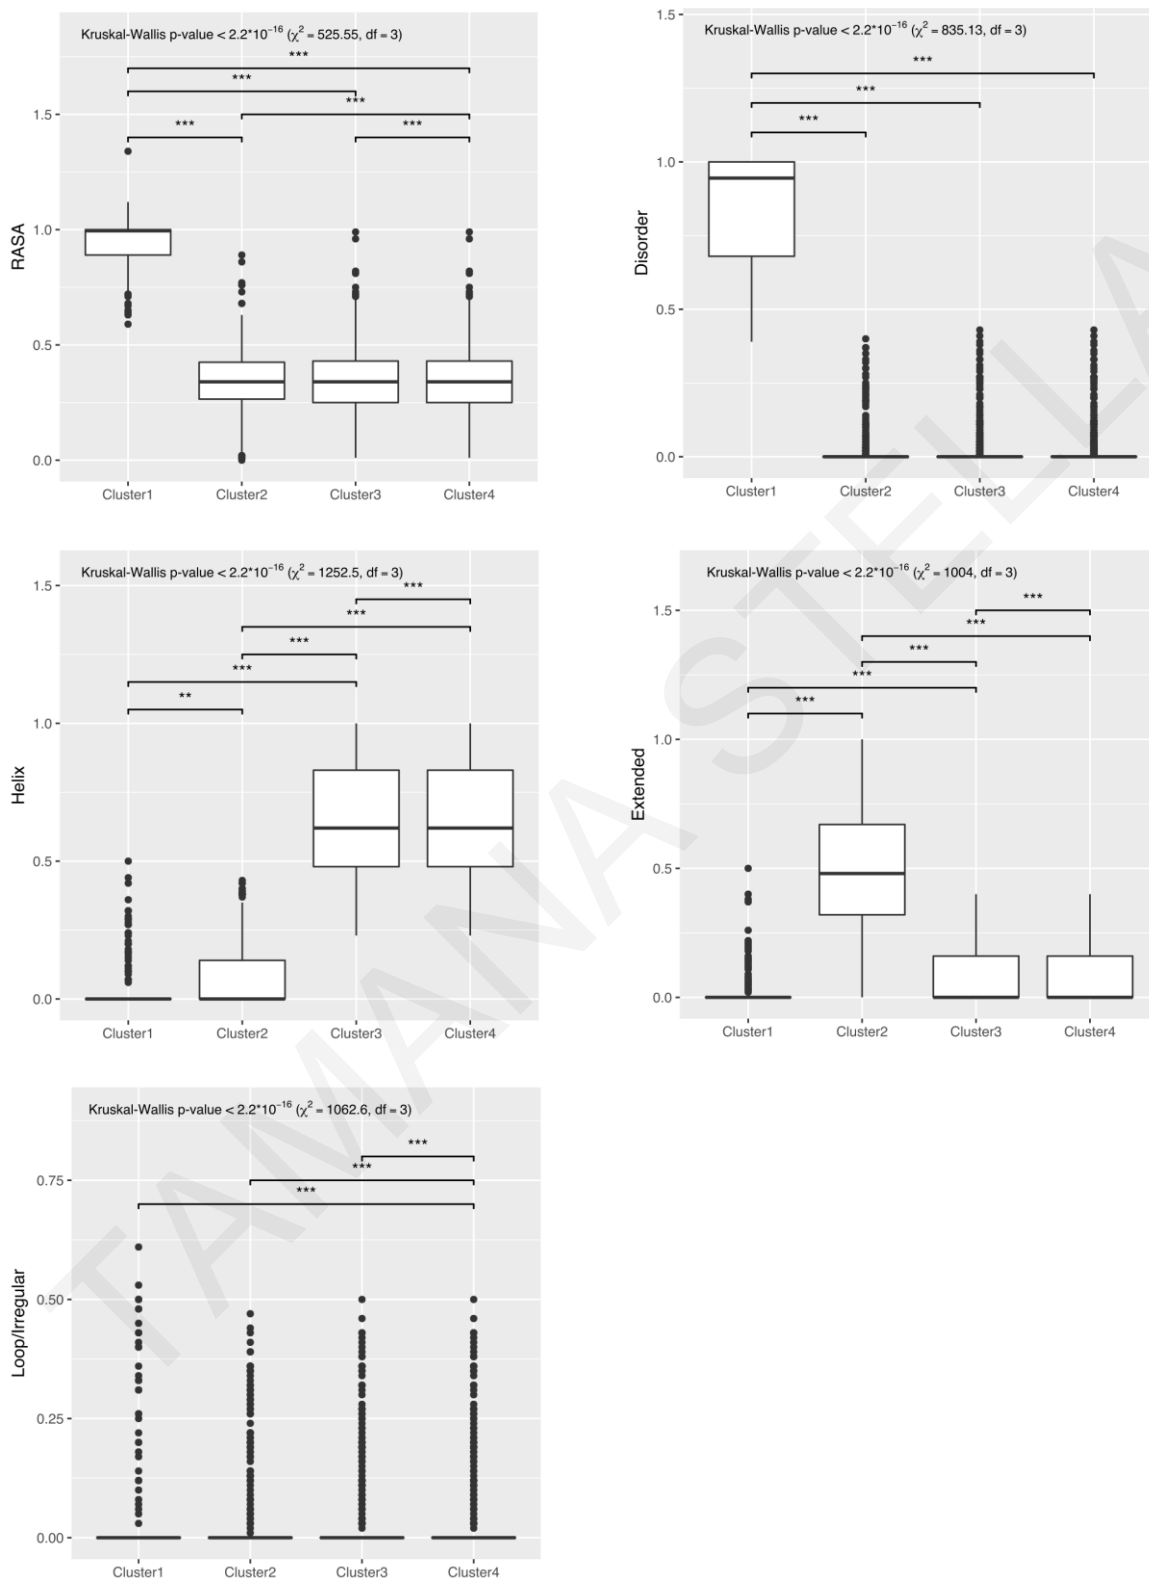 Kruskal-Wallis p-value < 2.2*10⁻¹⁶ (χ² = 525.55, df = 3)
***
***
***
***
***
1.5
1.0
0.5
0.0
RASA
Cluster1 Cluster2 Cluster3 Cluster4
1.5
Kruskal-Wallis p-value < 2.2*10⁻¹⁶ (χ² = 835.13, df = 3)
***
***
***
1.0
0.5
0.0
Disorder
Cluster1 Cluster2 Cluster3 Cluster4
Kruskal-Wallis p-value < 2.2*10⁻¹⁶ (χ² = 1252.5, df = 3)
1.5
***
***
***
***
**
1.0
0.5
0.0
Helix
Cluster1 Cluster2 Cluster3 Cluster4
Kruskal-Wallis p-value < 2.2*10⁻¹⁶ (χ² = 1004, df = 3)
1.5
***
***
***
***
***
1.0
0.5
0.0
Extended
Cluster1 Cluster2 Cluster3 Cluster4
Kruskal-Wallis p-value < 2.2*10⁻¹⁶ (χ² = 1062.6, df = 3)
***
***
***
0.75
0.50
0.25
0.00
Loop/Irregular
Cluster1 Cluster2 Cluster3 Cluster4
TAMANA STELLA